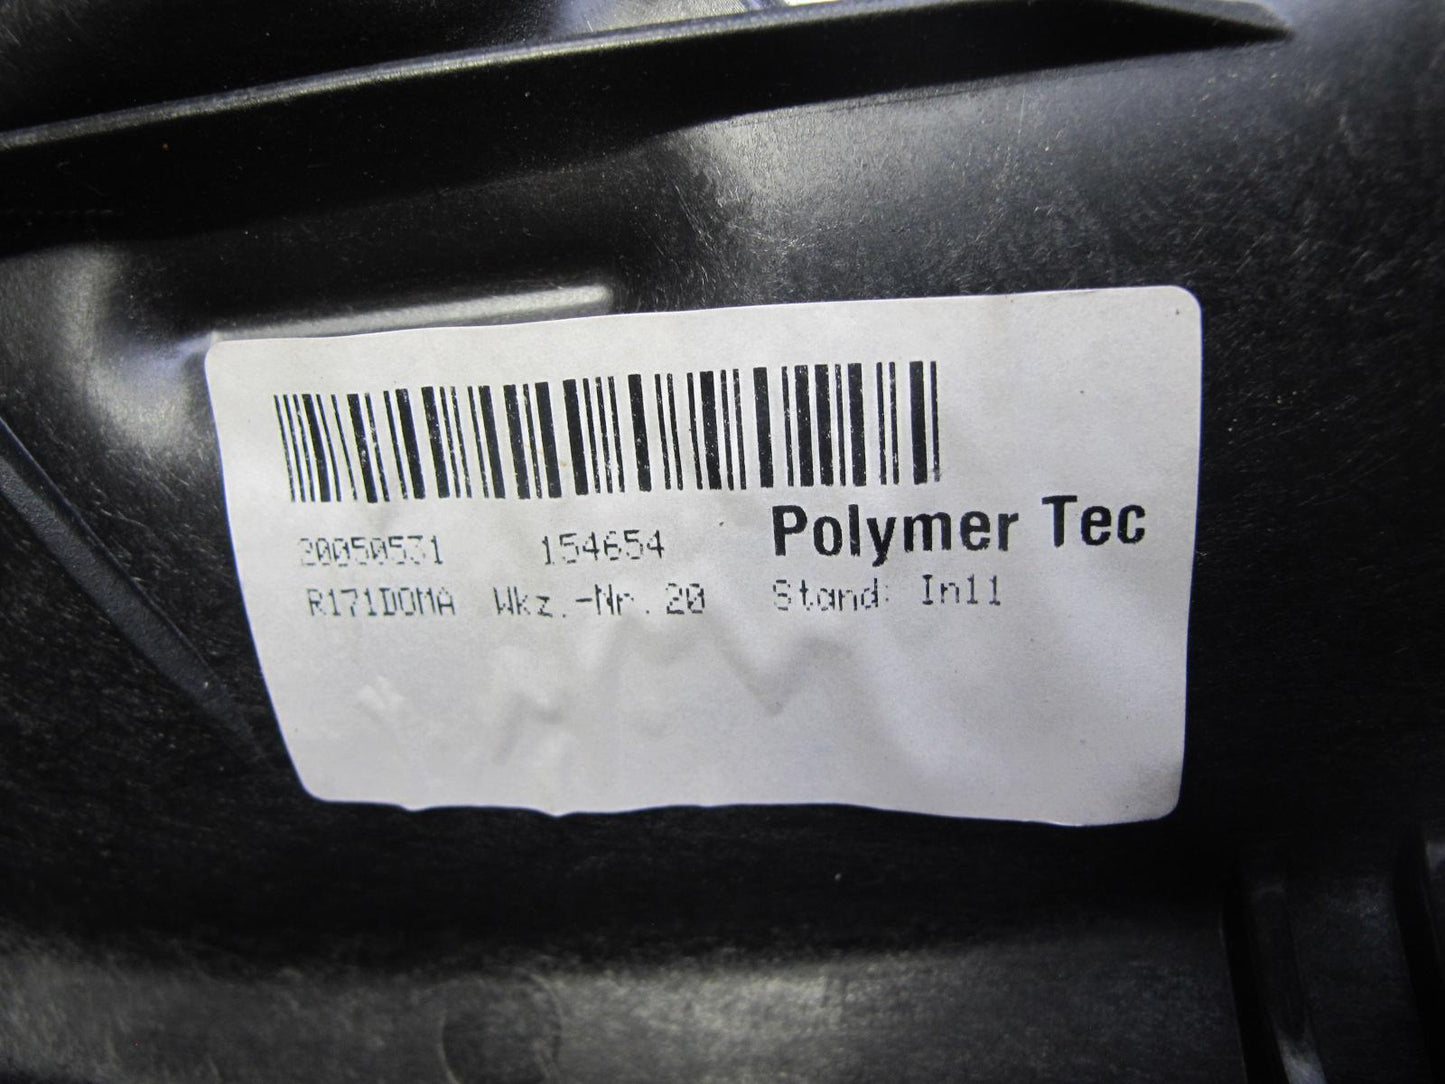 20050531 154654 Polymer Tec
R171DOMA Wkz.-Nr.20 Stand: In11